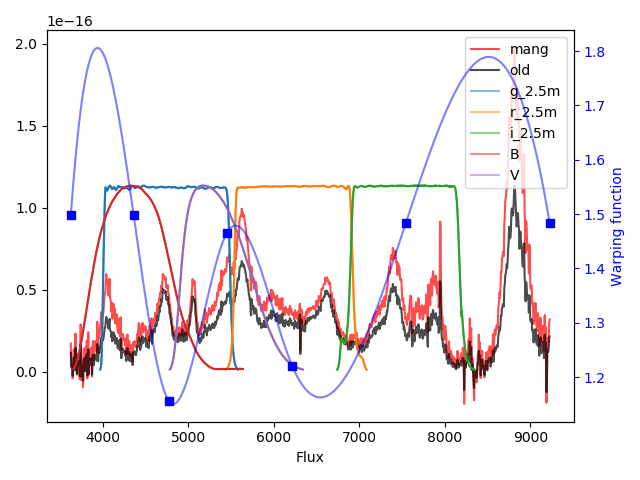 1e−16
2.0
1.5
1.0
0.5
0.0
4000 5000 6000 7000 8000 9000
Flux
1.8
1.7
1.6
1.5
1.4
1.3
1.2
Warping function
mang
old
g_2.5m
r_2.5m
i_2.5m
B
V